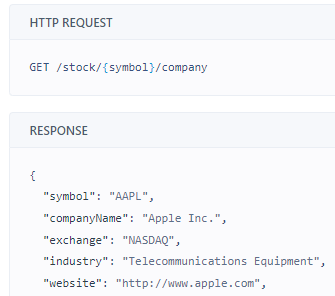 HTTP REQUEST
GET /stock/{symbol}/company
RESPONSE
{
"symbol": "AAPL",
"companyName": "Apple Inc.",
"exchange": "NASDAQ",
"industry": "Telecommunications Equipment",
"website": "http://www.apple.com",